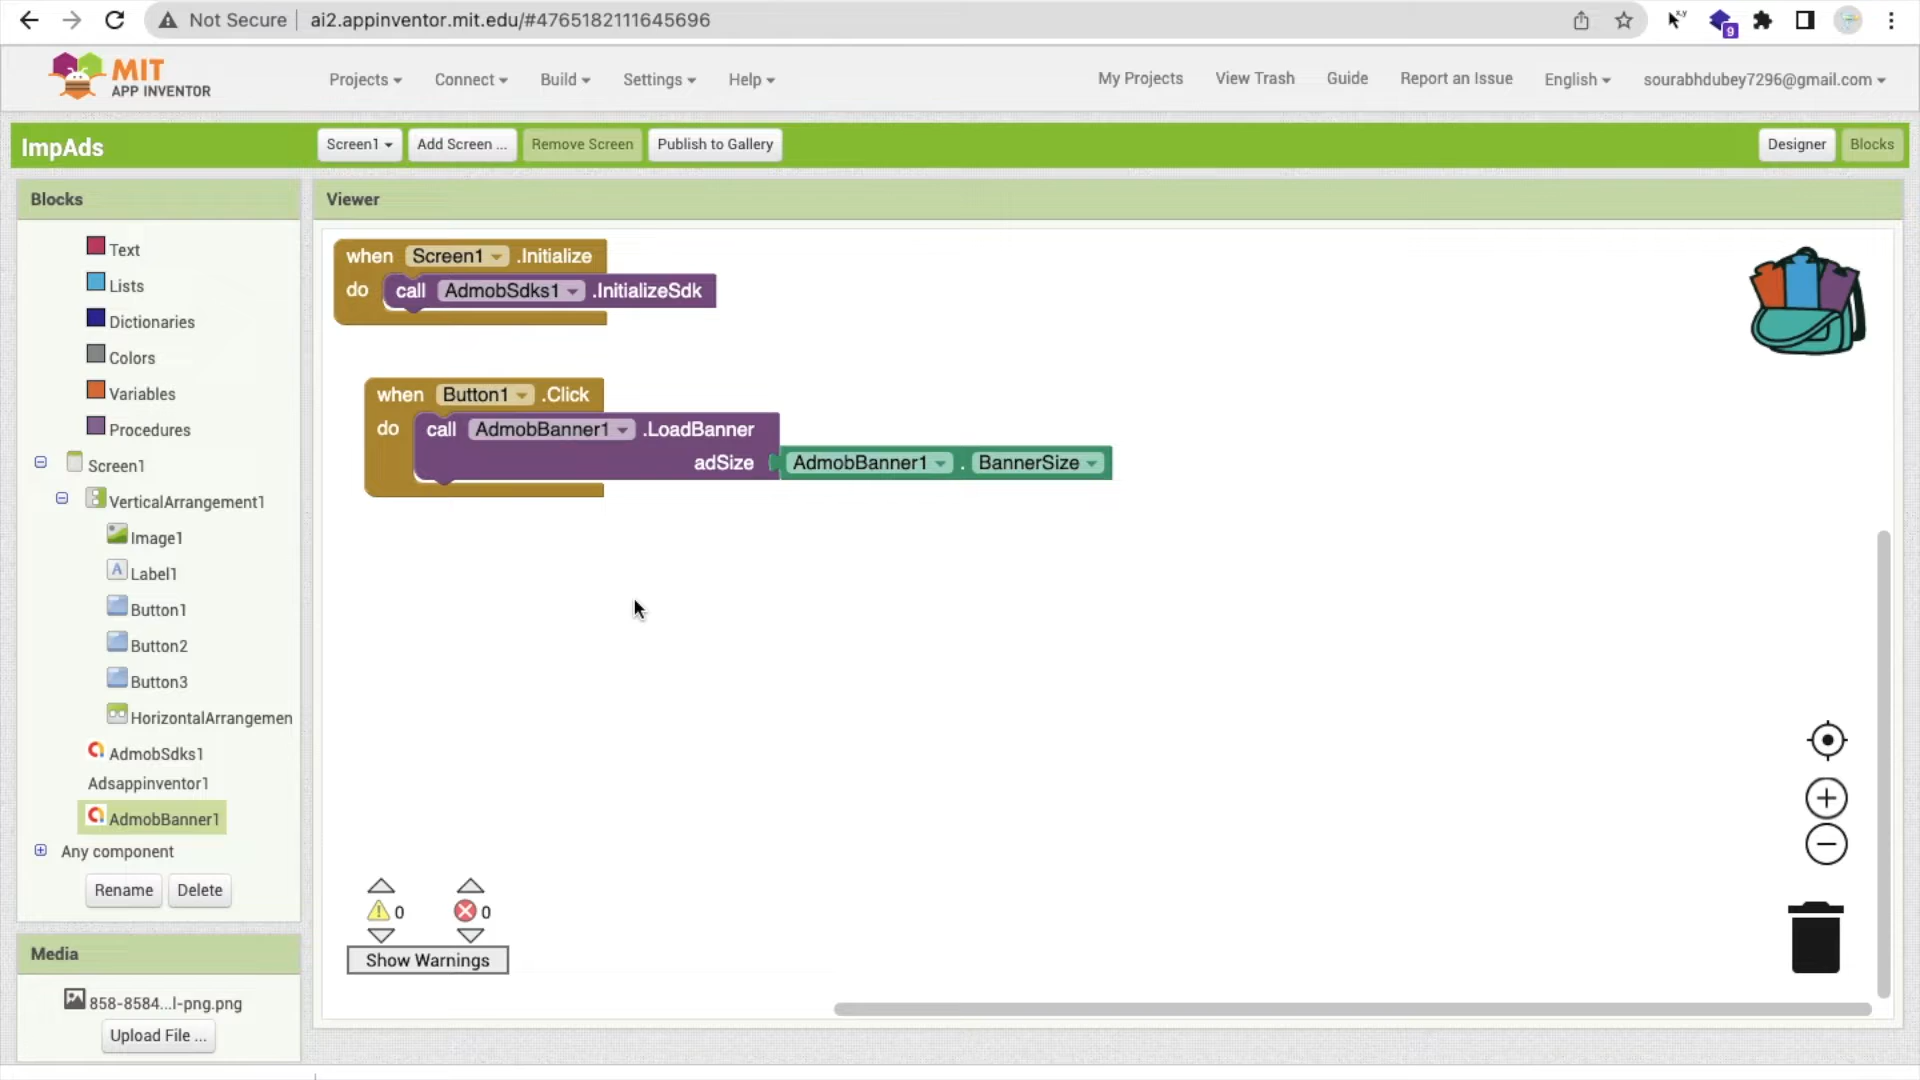 Not Secure
ai2.appinventor.mit.edu/#4765182111645696
x,y
9
MIT
APP INVENTOR
Projects
Connect
Build
Settings
Help
My Projects
View Trash
Guide
Report an Issue
English
sourabhdubey7296@gmail.com
ImpAds
Screen1
Add Screen ...
Remove Screen
Publish to Gallery
Designer
Blocks
Blocks
Text
Lists
Dictionaries
Colors
Variables
Procedures
Screen1
VerticalArrangement1
Image1
A Label1
Button1
Button2
Button3
HorizontalArrangemen
AdmobSdks1
Adsappinventor1
AdmobBanner1
Any component
Rename
Delete
Media
858-8584...l-png.png
Upload File ...
Viewer
when Screen1 .Initialize
do call AdmobSdks1 .InitializeSdk
when Button1 .Click
do call AdmobBanner1 .LoadBanner
adSize AdmobBanner1 . BannerSize
0
0
Show Warnings